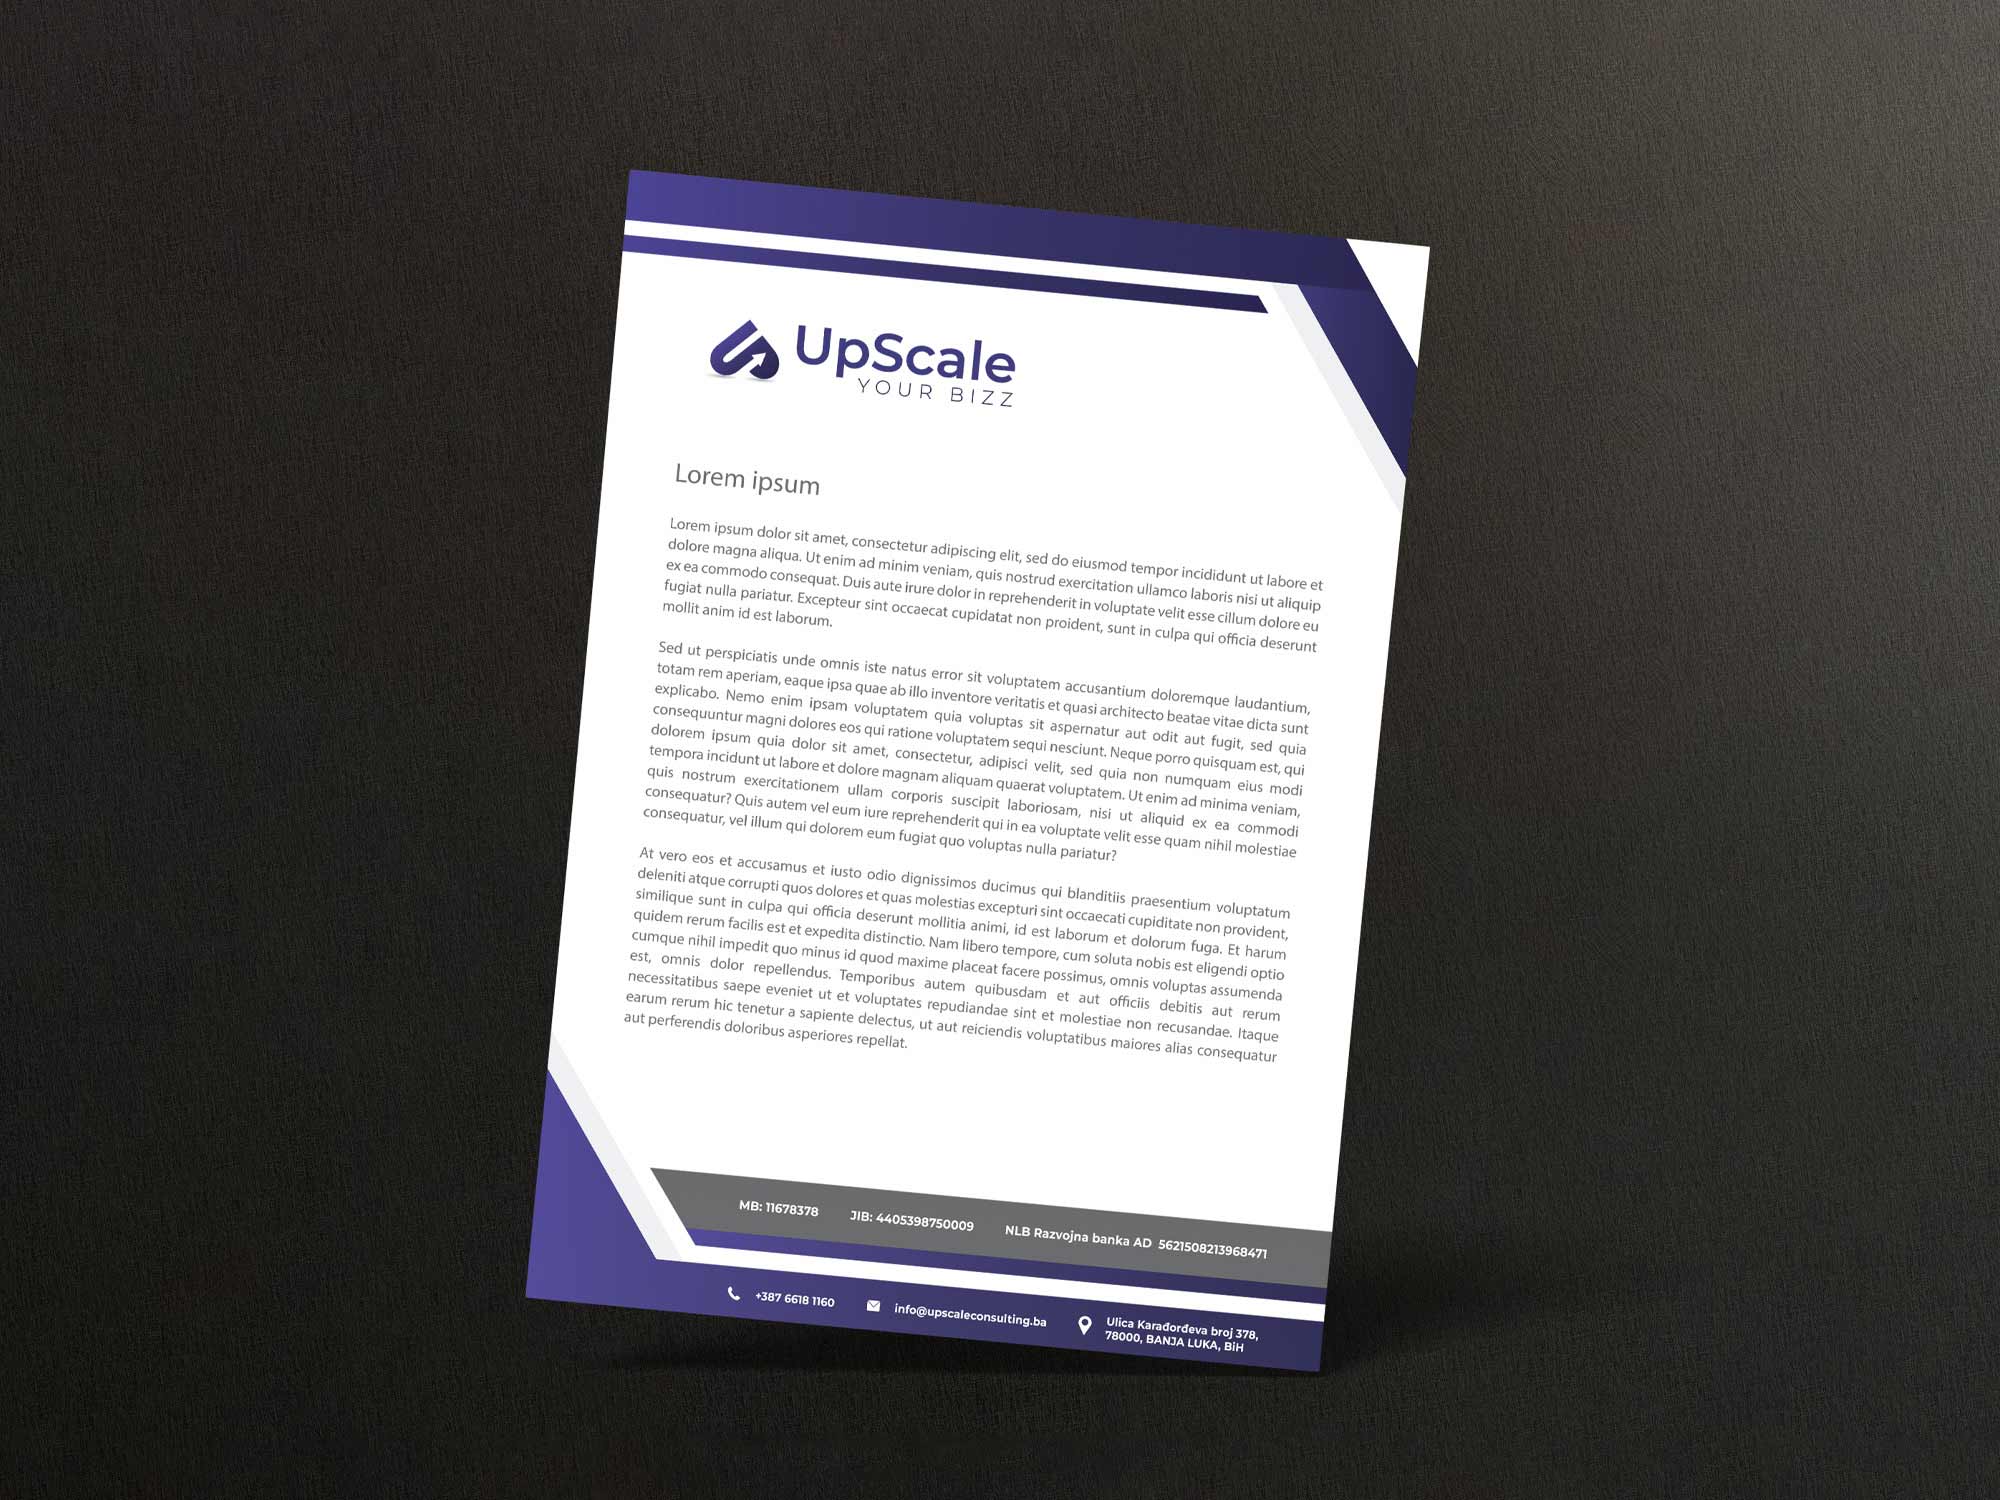 UpScale
YOUR BIZZ
Lorem ipsum
Lorem ipsum dolor sit amet, consectetur adipiscing elit, sed do eiusmod tempor incididunt ut labore et
dolore magna aliqua. Ut enim ad minim veniam, quis nostrud exercitation ullamco laboris nisi ut aliquip
ex ea commodo consequat. Duis aute irure dolor in reprehenderit in voluptate velit esse cillum dolore eu
fugiat nulla pariatur. Excepteur sint occaecat cupidatat non proident, sunt in culpa qui officia deserunt
mollit anim id est laborum.
Sed ut perspiciatis unde omnis iste natus error sit voluptatem accusantium doloremque laudantium,
totam rem aperiam, eaque ipsa quae ab illo inventore veritatis et quasi architecto beatae vitae dicta sunt
explicabo. Nemo enim ipsam voluptatem quia voluptas sit aspernatur aut odit aut fugit, sed quia
consequuntur magni dolores eos qui ratione voluptatem sequi nesciunt. Neque porro quisquam est, qui
dolorem ipsum quia dolor sit amet, consectetur, adipisci velit, sed quia non numquam eius modi
tempora incidunt ut labore et dolore magnam aliquam quaerat voluptatem. Ut enim ad minima veniam,
quis nostrum exercitationem ullam corporis suscipit laboriosam, nisi ut aliquid ex ea commodi
consequatur? Quis autem vel eum iure reprehenderit qui in ea voluptate velit esse quam nihil molestiae
consequatur, vel illum qui dolorem eum fugiat quo voluptas nulla pariatur?
At vero eos et accusamus et iusto odio dignissimos ducimus qui blanditiis praesentium voluptatum
deleniti atque corrupti quos dolores et quas molestias excepturi sint occaecati cupiditate non provident,
similique sunt in culpa qui officia deserunt mollitia animi, id est laborum et dolorum fuga. Et harum
quidem rerum facilis est et expedita distinctio. Nam libero tempore, cum soluta nobis est eligendi optio
cumque nihil impedit quo minus id quod maxime placeat facere possimus, omnis voluptas assumenda
est, omnis dolor repellendus. Temporibus autem quibusdam et aut officiis debitis aut rerum
necessitatibus saepe eveniet ut et voluptates repudiandae sint et molestiae non recusandae. Itaque
earum rerum hic tenetur a sapiente delectus, ut aut reiciendis voluptatibus maiores alias consequatur
aut perferendis doloribus asperiores repellat.
MB: 11678378 JIB: 4405398750009 NLB Razvojna banka AD 5621508213968471
+387 6618 1160 info@upscaleconsulting.ba Ulica Karađorđeva broj 378,
78000, BANJA LUKA, BiH